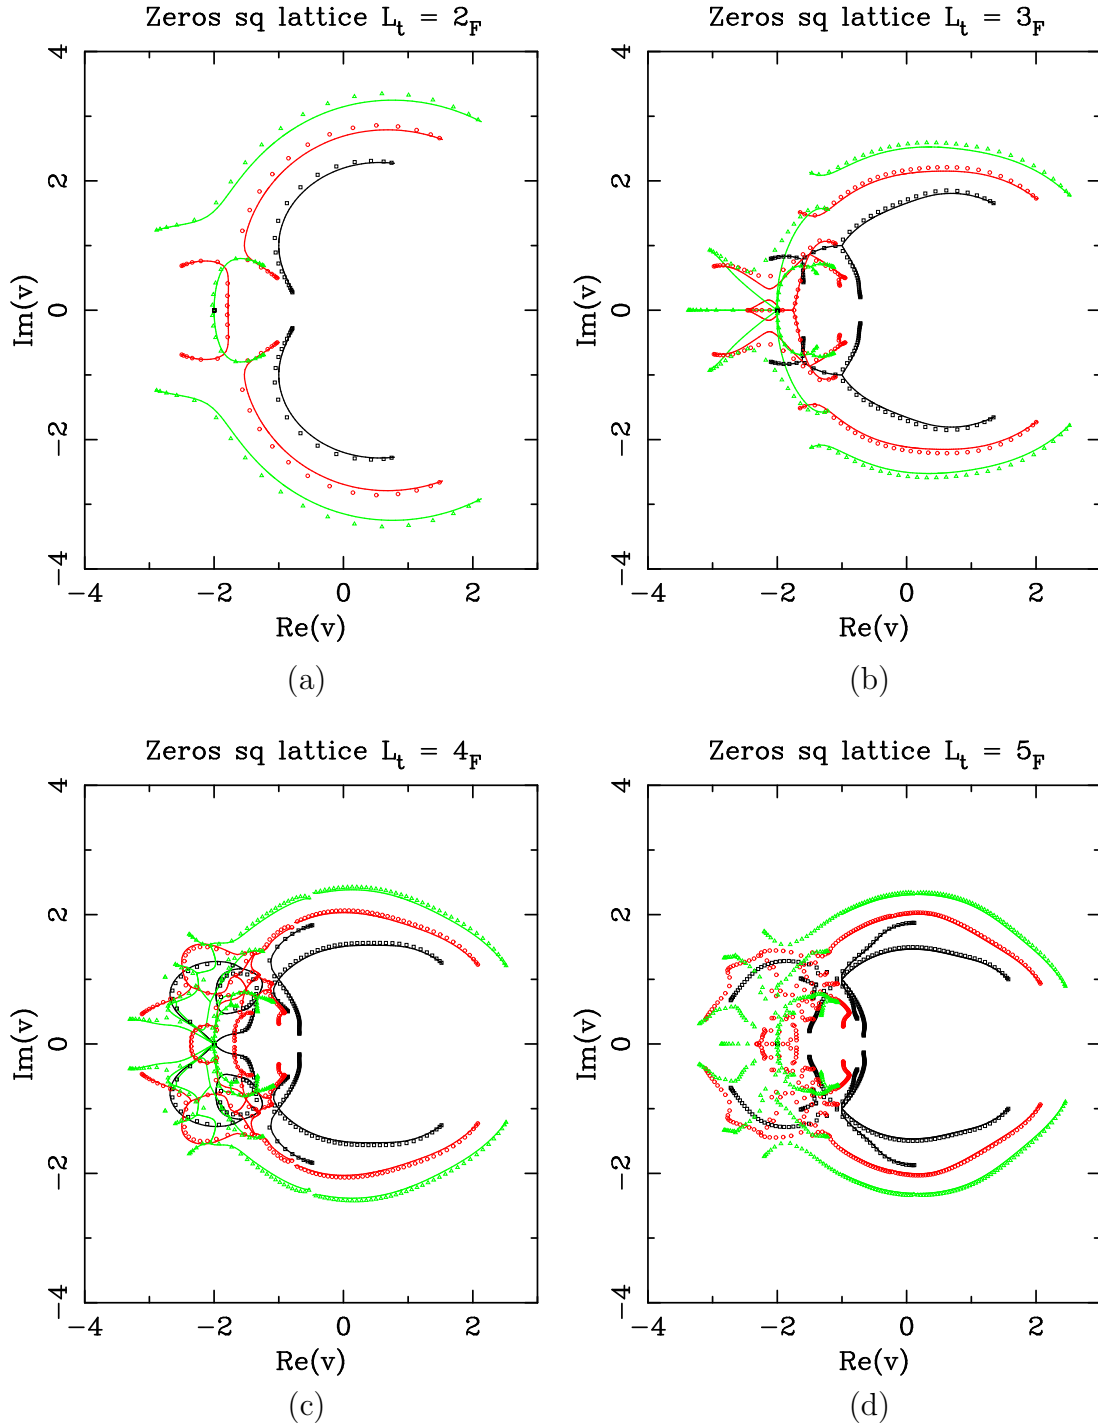 Zeros sq lattice L_t = 2_F
4
2
0
−2
−4
Im(v)
−4 −2 0 2
Re(v)
(a)
Zeros sq lattice L_t = 3_F
4
2
0
−2
−4
Im(v)
−4 −2 0 2
Re(v)
(b)
Zeros sq lattice L_t = 4_F
4
2
0
−2
−4
Im(v)
−4 −2 0 2
Re(v)
(c)
Zeros sq lattice L_t = 5_F
4
2
0
−2
−4
Im(v)
−4 −2 0 2
Re(v)
(d)